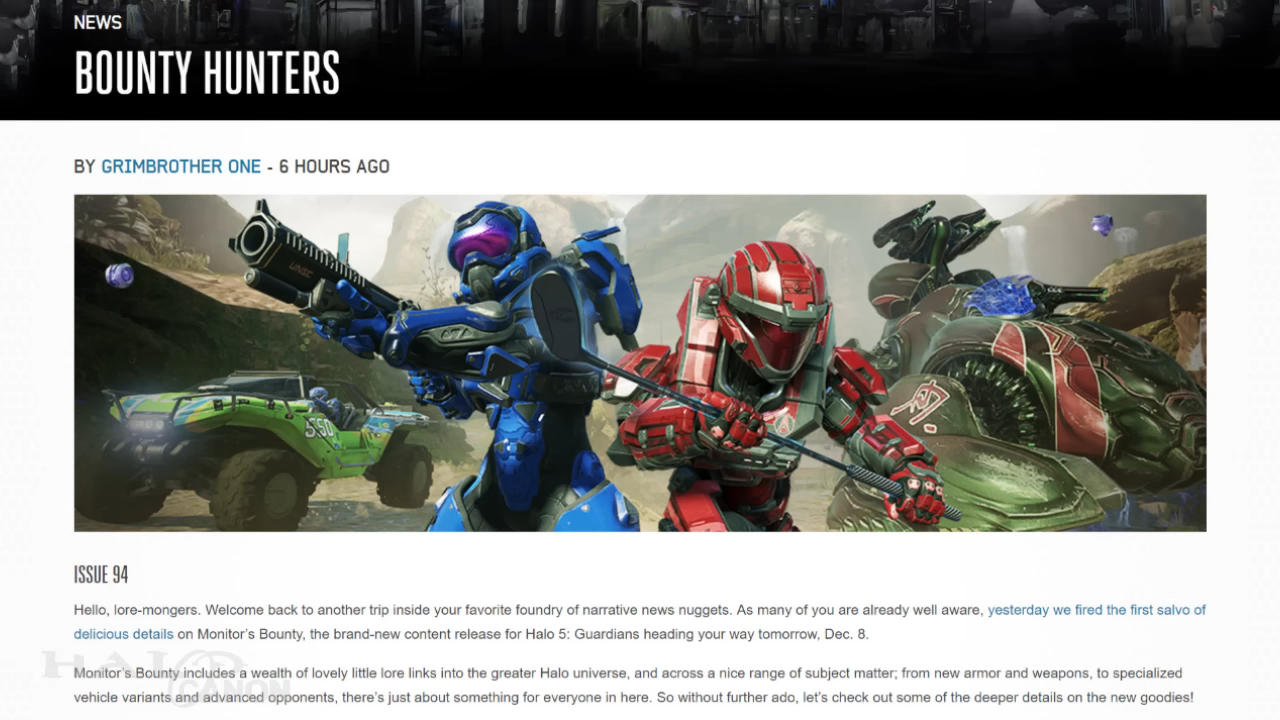 NEWS
BOUNTY HUNTERS
BY GRIMBROTHER ONE - 6 HOURS AGO
UNSC
550
ISSUE 94
Hello, lore-mongers. Welcome back to another trip inside your favorite foundry of narrative news nuggets. As many of you are already well aware, yesterday we fired the first salvo of
delicious details on Monitor's Bounty, the brand-new content release for Halo 5: Guardians heading your way tomorrow, Dec. 8.
Monitor's Bounty includes a wealth of lovely little lore links into the greater Halo universe, and across a nice range of subject matter; from new armor and weapons, to specialized
vehicle variants and advanced opponents, there's just about something for everyone in here. So without further ado, let's check out some of the deeper details on the new goodies!
HALO
CANON